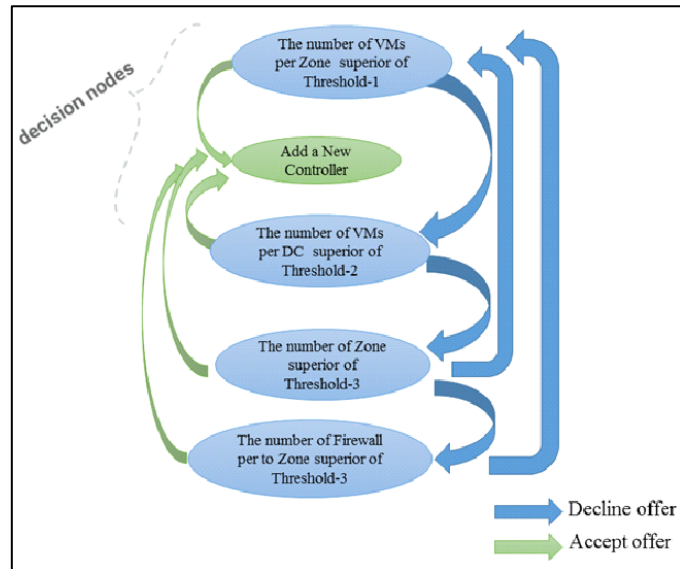 decision nodes
The number of VMs
per Zone superior of
Threshold-1
Add a New
Controller
The number of VMs
per DC superior of
Threshold-2
The number of Zone
superior of
Threshold-3
The number of Firewall
per to Zone superior of
Threshold-3
Decline offer
Accept offer